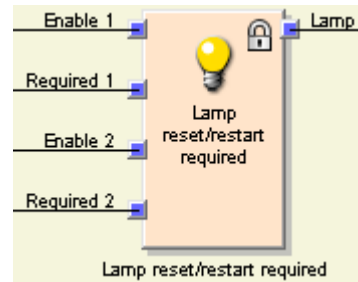 Enable 1
Lamp
Required 1
Lamp
reset/restart
required
Enable 2
Required 2
Lamp reset/restart required